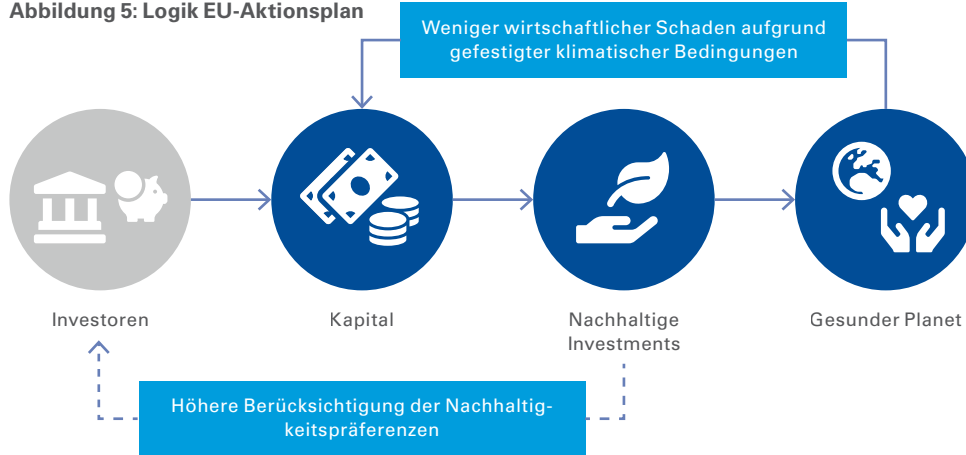 Abbildung 5: Logik EU-Aktionsplan
Weniger wirtschaftlicher Schaden aufgrund
gefestigter klimatischer Bedingungen
Investoren
Kapital
Nachhaltige
Investments
Gesunder Planet
Höhere Berücksichtigung der Nachhaltig-
keitspräferenzen